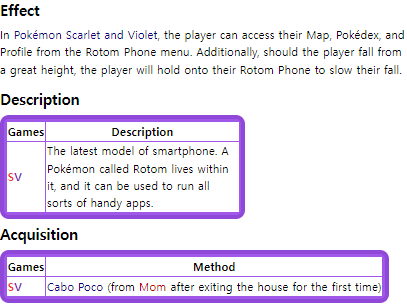 Effect
In Pokémon Scarlet and Violet, the player can access their Map, Pokédex, and
Profile from the Rotom Phone menu. Additionally, should the player fall from
a great height, the player will hold onto their Rotom Phone to slow their fall.
Description
Games Description
SV The latest model of smartphone. A
Pokémon called Rotom lives within
it, and it can be used to run all
sorts of handy apps.
Acquisition
Games Method
SV Cabo Poco (from Mom after exiting the house for the first time)